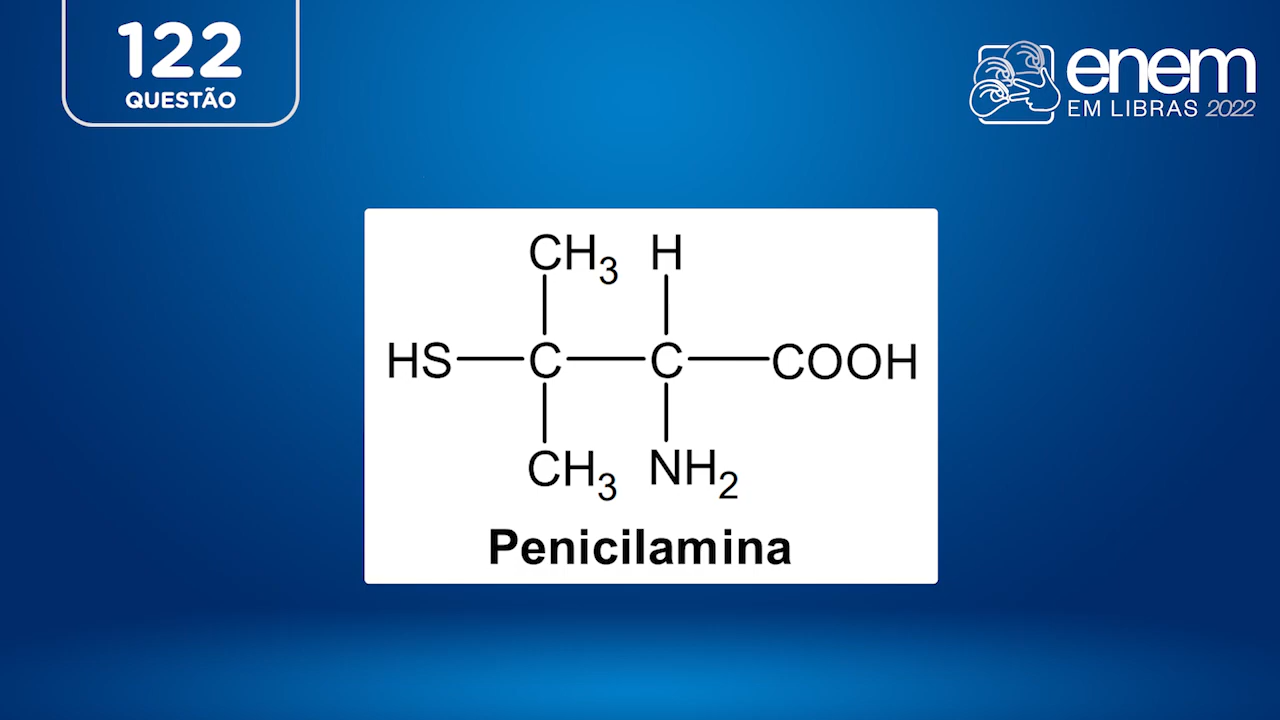 122
QUESTÃO
enem
EM LIBRAS 2022
CH3 H
HS C C COOH
CH3 NH2
Penicilamina